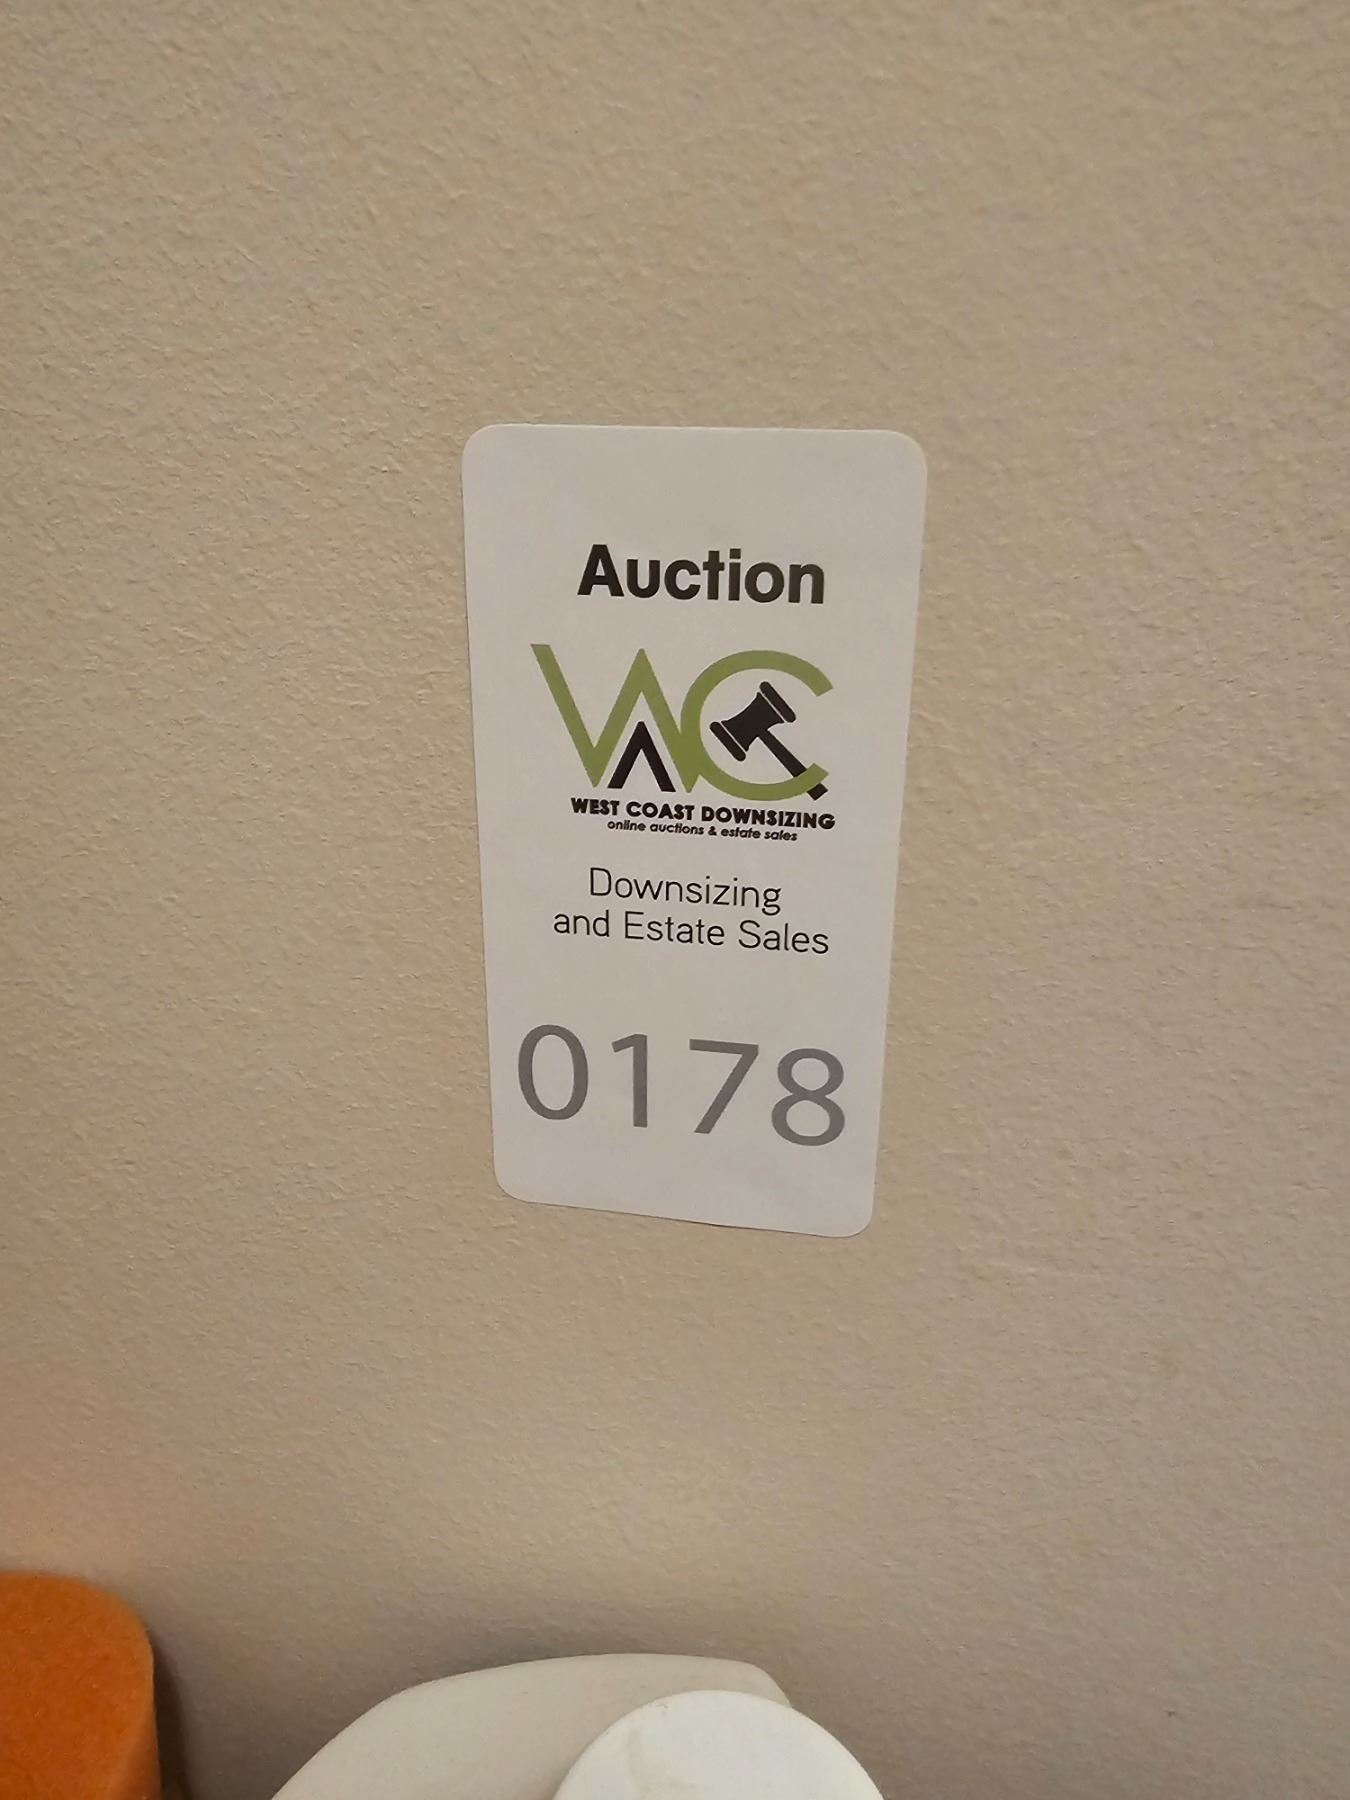 Auction
WC
WEST COAST DOWNSIZING
online auctions & estate sales
Downsizing
and Estate Sales
0178